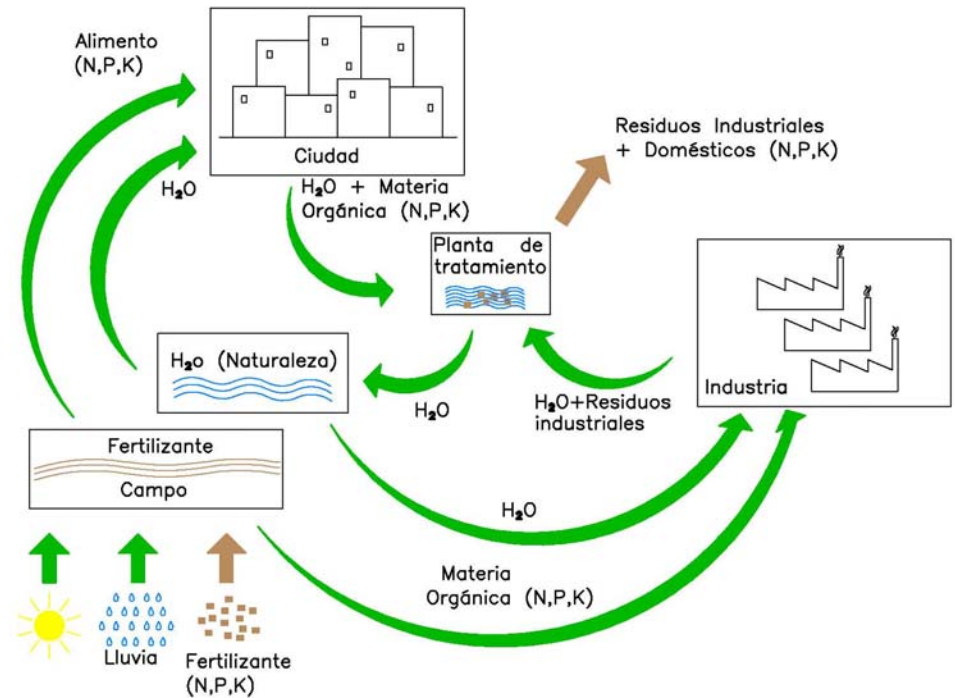 Alimento
(N,P,K)
Ciudad
H₂O
H₂O + Materia
Orgánica (N,P,K)
Residuos Industriales
+ Domésticos (N,P,K)
Planta de
tratamiento
H₂o (Naturaleza)
H₂O
H₂O+Residuos
industriales
Industria
Fertilizante
Campo
H₂O
Materia
Orgánica (N,P,K)
Lluvia
Fertilizante
(N,P,K)